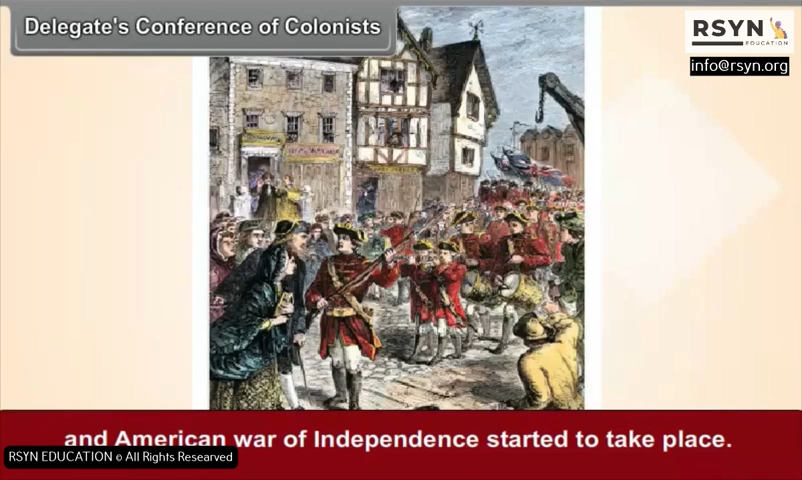 Delegate's Conference of Colonists
RSYN
EDUCATION
info@rsyn.org
and American war of Independence started to take place.
RSYN EDUCATION © All Rights Researved